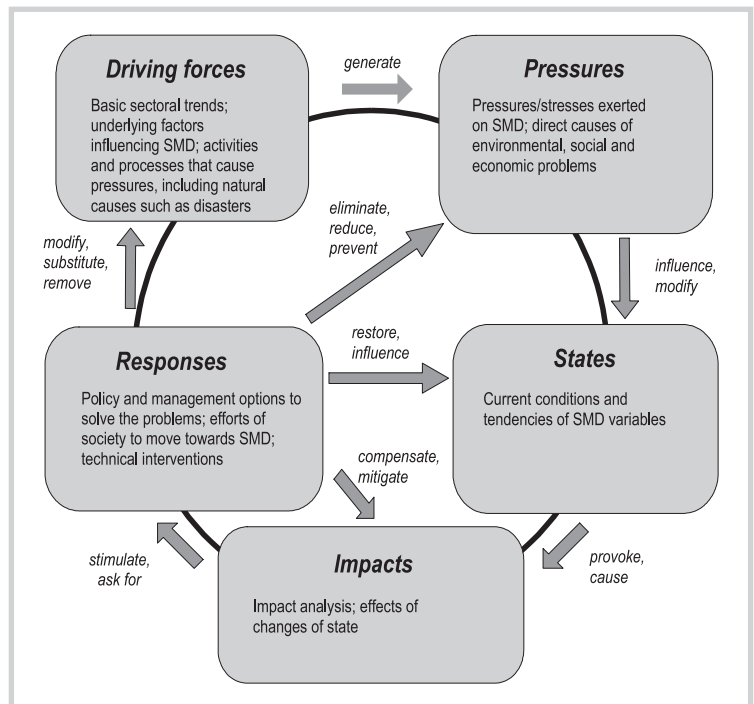 Driving forces
Basic sectoral trends;
underlying factors
influencing SMD; activities
and processes that cause
pressures, including natural
causes such as disasters
generate
Pressures
Pressures/stresses exerted
on SMD; direct causes of
environmental, social and
economic problems
modify,
substitute,
remove
eliminate,
reduce,
prevent
influence,
modify
Responses
Policy and management options to
solve the problems; efforts of
society to move towards SMD;
technical interventions
restore,
influence
States
Current conditions and
tendencies of SMD variables
compensate,
mitigate
stimulate,
ask for
Impacts
Impact analysis; effects of
changes of state
provoke,
cause